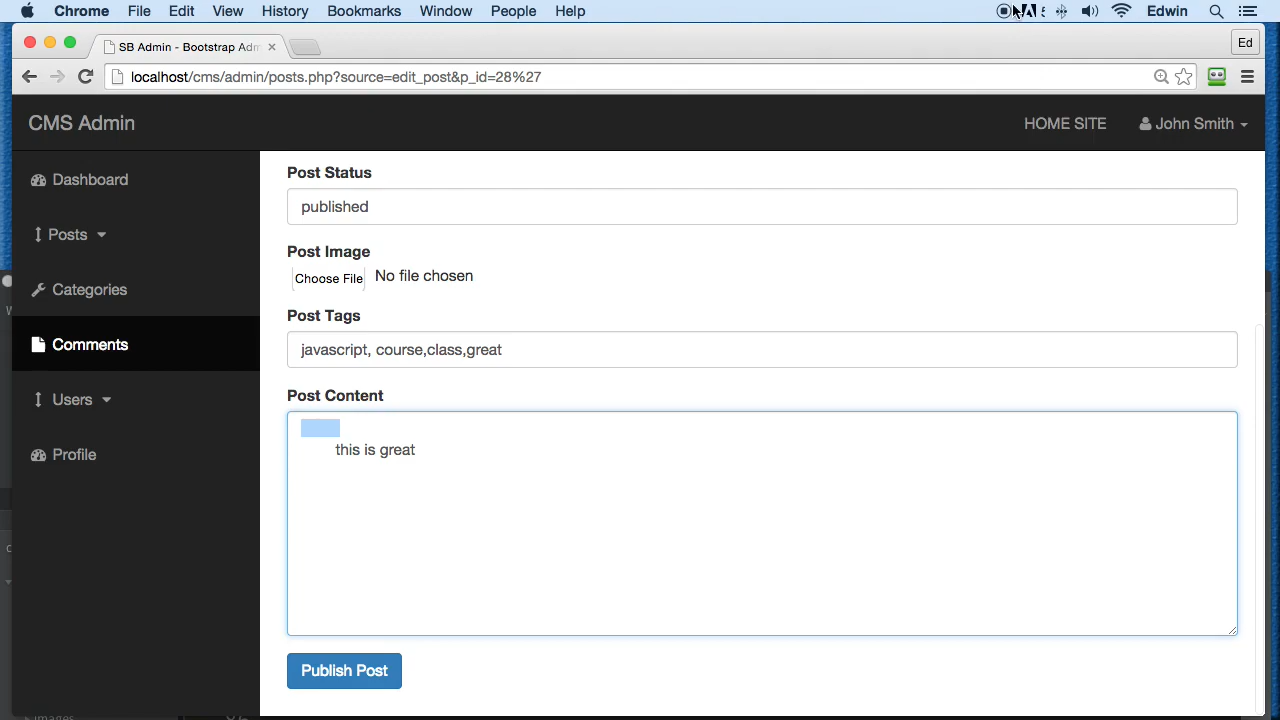 Chrome File Edit View History Bookmarks Window People Help Edwin
SB Admin - Bootstrap Adm
Ed
localhost/cms/admin/posts.php?source=edit_post&p_id=28%27
CMS Admin
HOME SITE
John Smith
Dashboard
Posts
Categories
Comments
Users
Profile
Post Status
published
Post Image
Choose File No file chosen
Post Tags
javascript, course,class,great
Post Content
this is great
Publish Post